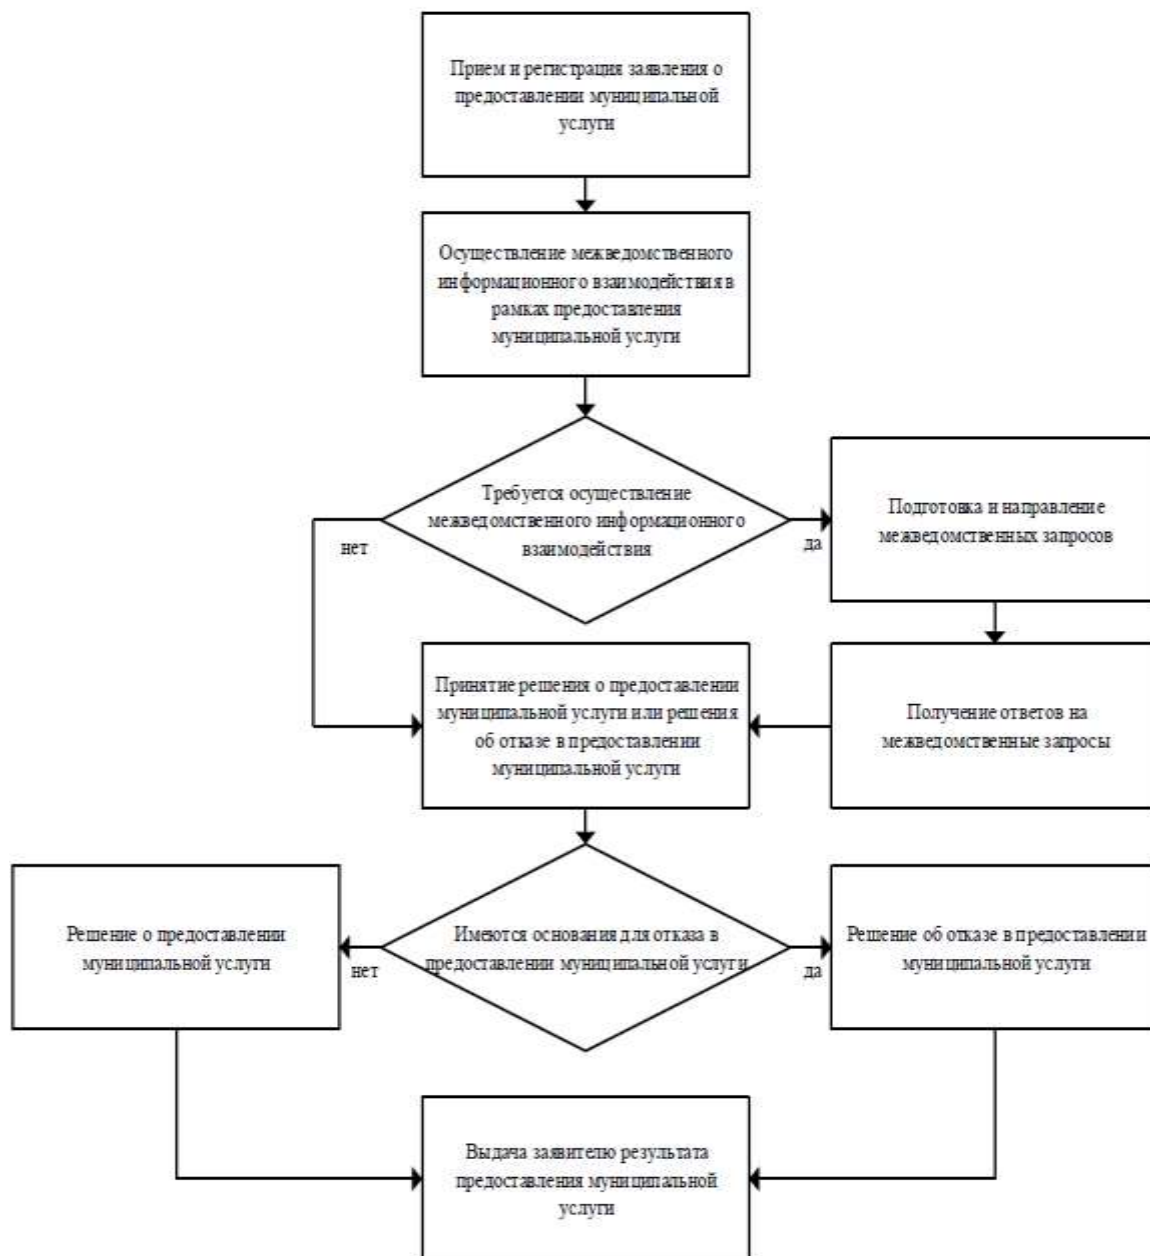 Прием и регистрация заявления о
предоставлении муниципальной
услуги
Осуществление межведомственного
информационного взаимодействия в
рамках предоставления
муниципальной услуги
Требуется осуществление
межведомственного информационного
взаимодействия
нет
да
Подготовка и направление
межведомственных запросов
Принятие решения о предоставлении
муниципальной услуги или решения
об отказе в предоставлении
муниципальной услуги
Получение ответов на
межведомственные запросы
Решение о предоставлении
муниципальной услуги
нет
Имеются основания для отказа в
предоставлении муниципальной услуги
да
Решение об отказе в предоставлении
муниципальной услуги
Выдача заявителю результата
предоставления муниципальной
услуги